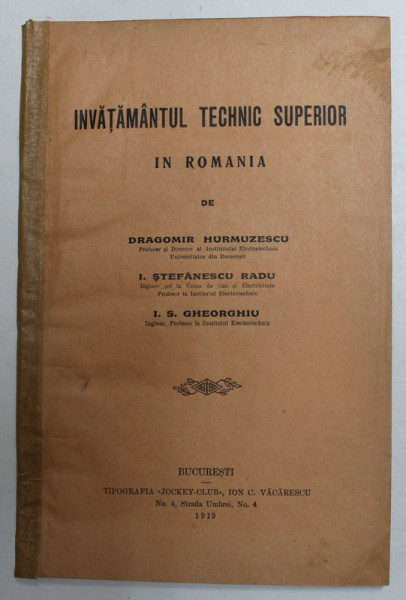 INVĂȚĂMÂNTUL TECHNIC SUPERIOR
IN ROMANIA
DE
DRAGOMIR HURMUZESCU
Profesor și Director al Institutului Electrotechnic
Universitatea din București
I. ȘTEFĂNESCU RADU
Inginer șef la Uzina de Gaz și Electricitate
Profesor la Institutul Electrotechnic
I. S. GHEORGHIU
Inginer, Profesor la Institutul Electrotechnic
BUCUREȘTI
TIPOGRAFIA «JOCKEY-CLUB», ION C. VĂCĂRESCU
No. 4, Strada Umbrei, No. 4
1919